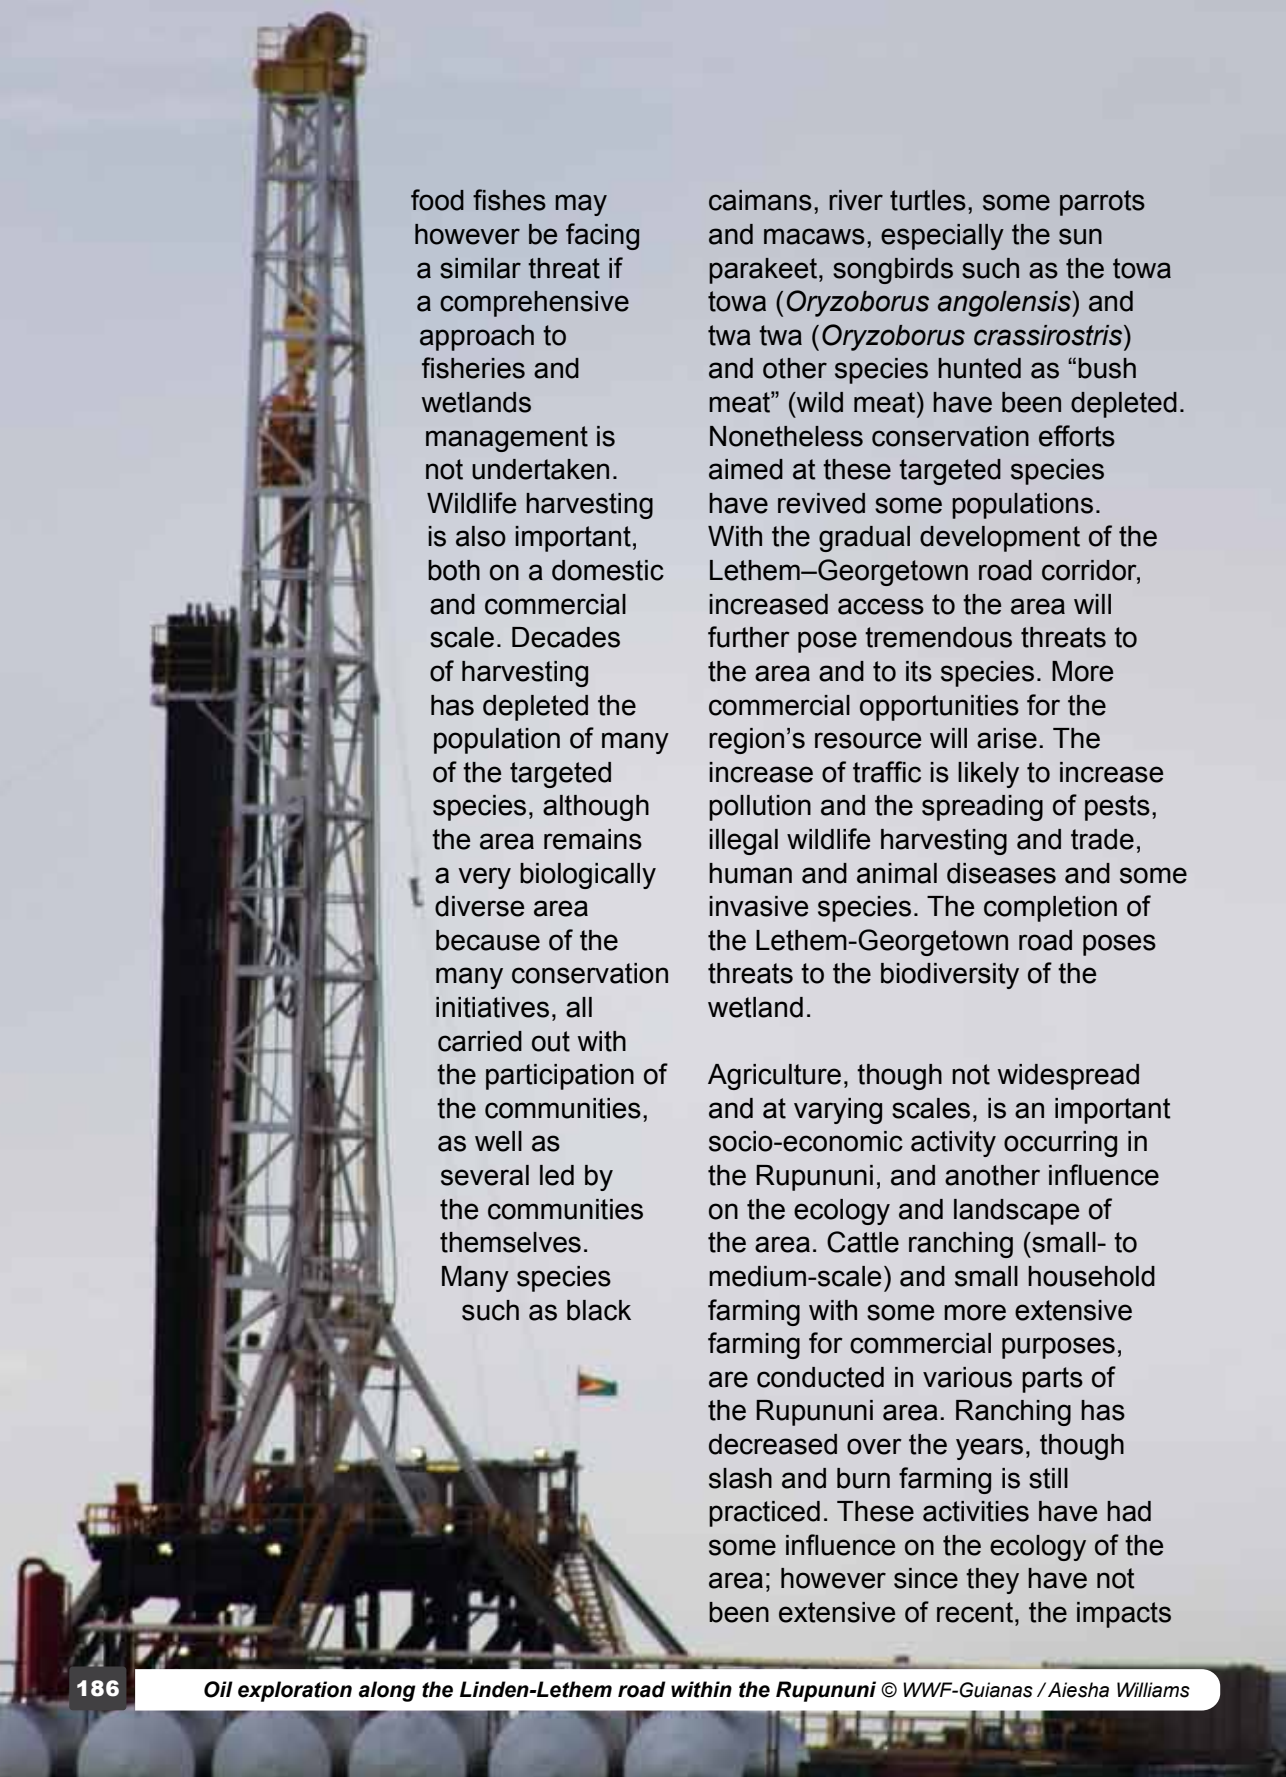 food fishes may
however be facing
a similar threat if
a comprehensive
approach to
fisheries and
wetlands
management is
not undertaken.
Wildlife harvesting
is also important,
both on a domestic
and commercial
scale. Decades
of harvesting
has depleted the
population of many
of the targeted
species, although
the area remains
a very biologically
diverse area
because of the
many conservation
initiatives, all
carried out with
the participation of
the communities,
as well as
several led by
the communities
themselves.
Many species
such as black
caimans, river turtles, some parrots
and macaws, especially the sun
parakeet, songbirds such as the towa
towa (Oryzoborus angolensis) and
twa twa (Oryzoborus crassirostris)
and other species hunted as “bush
meat” (wild meat) have been depleted.
Nonetheless conservation efforts
aimed at these targeted species
have revived some populations.
With the gradual development of the
Lethem–Georgetown road corridor,
increased access to the area will
further pose tremendous threats to
the area and to its species. More
commercial opportunities for the
region’s resource will arise. The
increase of traffic is likely to increase
pollution and the spreading of pests,
illegal wildlife harvesting and trade,
human and animal diseases and some
invasive species. The completion of
the Lethem-Georgetown road poses
threats to the biodiversity of the
wetland.
Agriculture, though not widespread
and at varying scales, is an important
socio-economic activity occurring in
the Rupununi, and another influence
on the ecology and landscape of
the area. Cattle ranching (small- to
medium-scale) and small household
farming with some more extensive
farming for commercial purposes,
are conducted in various parts of
the Rupununi area. Ranching has
decreased over the years, though
slash and burn farming is still
practiced. These activities have had
some influence on the ecology of the
area; however since they have not
been extensive of recent, the impacts
186
Oil exploration along the Linden-Lethem road within the Rupununi © WWF-Guianas / Aiesha Williams